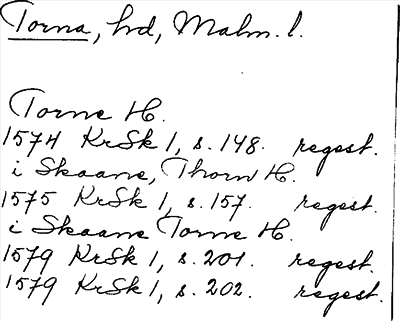 Torna, hrd, Malm. l.
Torne H.
1574 KrSk 1, s. 148. regest.
i Skaane, Thorn H.
1575 KrSk 1, s. 157. regest.
i Skaane Torne H.
1579 KrSk 1, s. 201. regest.
1579 KrSk 1, s. 202. regest.